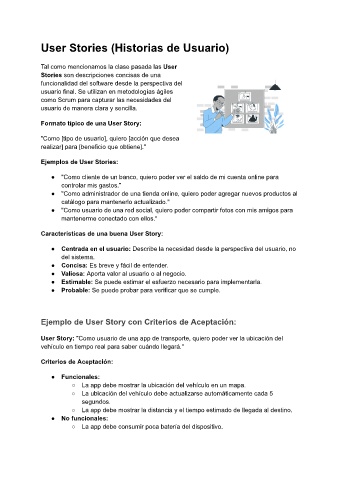 User Stories (Historias de Usuario)
Tal como mencionamos la clase pasada las User
Stories son descripciones concisas de una
funcionalidad del software desde la perspectiva del
usuario final. Se utilizan en metodologías ágiles
como Scrum para capturar las necesidades del
usuario de manera clara y sencilla.
Formato típico de una User Story:
"Como [tipo de usuario], quiero [acción que desea
realizar] para [beneficio que obtiene]."
Ejemplos de User Stories:
● "Como cliente de un banco, quiero poder ver el saldo de mi cuenta online para
controlar mis gastos."
● "Como administrador de una tienda online, quiero poder agregar nuevos productos al
catálogo para mantenerlo actualizado."
● "Como usuario de una red social, quiero poder compartir fotos con mis amigos para
mantenerme conectado con ellos."
Características de una buena User Story:
● Centrada en el usuario: Describe la necesidad desde la perspectiva del usuario, no
del sistema.
● Concisa: Es breve y fácil de entender.
● Valiosa: Aporta valor al usuario o al negocio.
● Estimable: Se puede estimar el esfuerzo necesario para implementarla.
● Probable: Se puede probar para verificar que se cumple.
Ejemplo de User Story con Criterios de Aceptación:
User Story: "Como usuario de una app de transporte, quiero poder ver la ubicación del
vehículo en tiempo real para saber cuándo llegará."
Criterios de Aceptación:
● Funcionales:
○ La app debe mostrar la ubicación del vehículo en un mapa.
○ La ubicación del vehículo debe actualizarse automáticamente cada 5
segundos.
○ La app debe mostrar la distancia y el tiempo estimado de llegada al destino.
● No funcionales:
○ La app debe consumir poca batería del dispositivo.